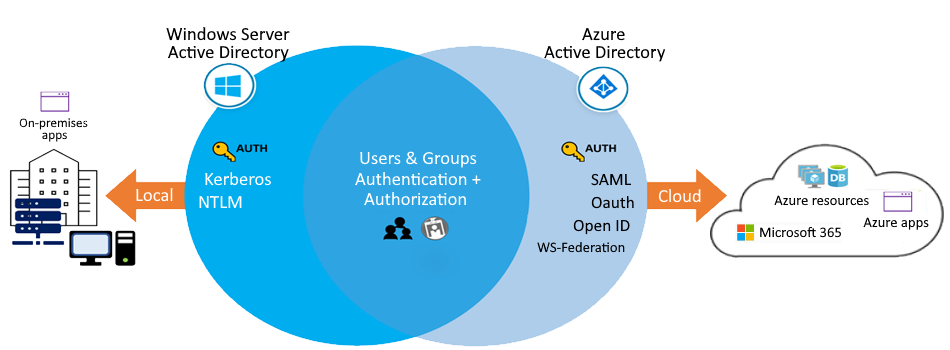 Windows Server
Active Directory
Azure
Active Directory
On-premises
apps
AUTH
Kerberos
NTLM
Local
Users & Groups
Authentication +
Authorization
AUTH
SAML
Oauth
Open ID
WS-Federation
Cloud
DB
Azure resources
Azure apps
Microsoft 365